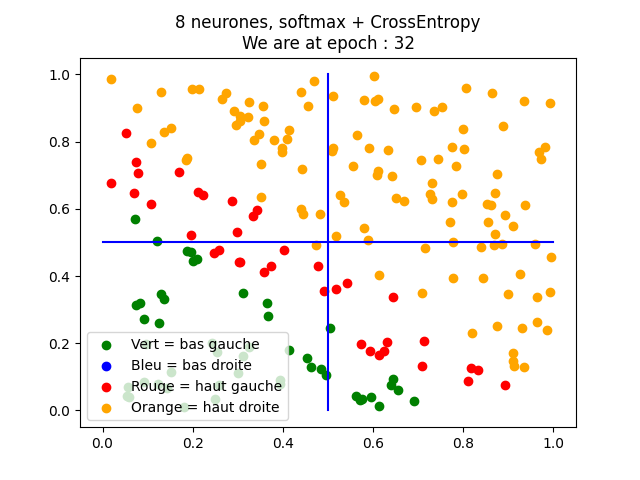 8 neurones, softmax + CrossEntropy
We are at epoch : 32
1.0
0.8
0.6
0.4
0.2
0.0
Vert = bas gauche
Bleu = bas droite
Rouge = haut gauche
Orange = haut droite
0.0 0.2 0.4 0.6 0.8 1.0